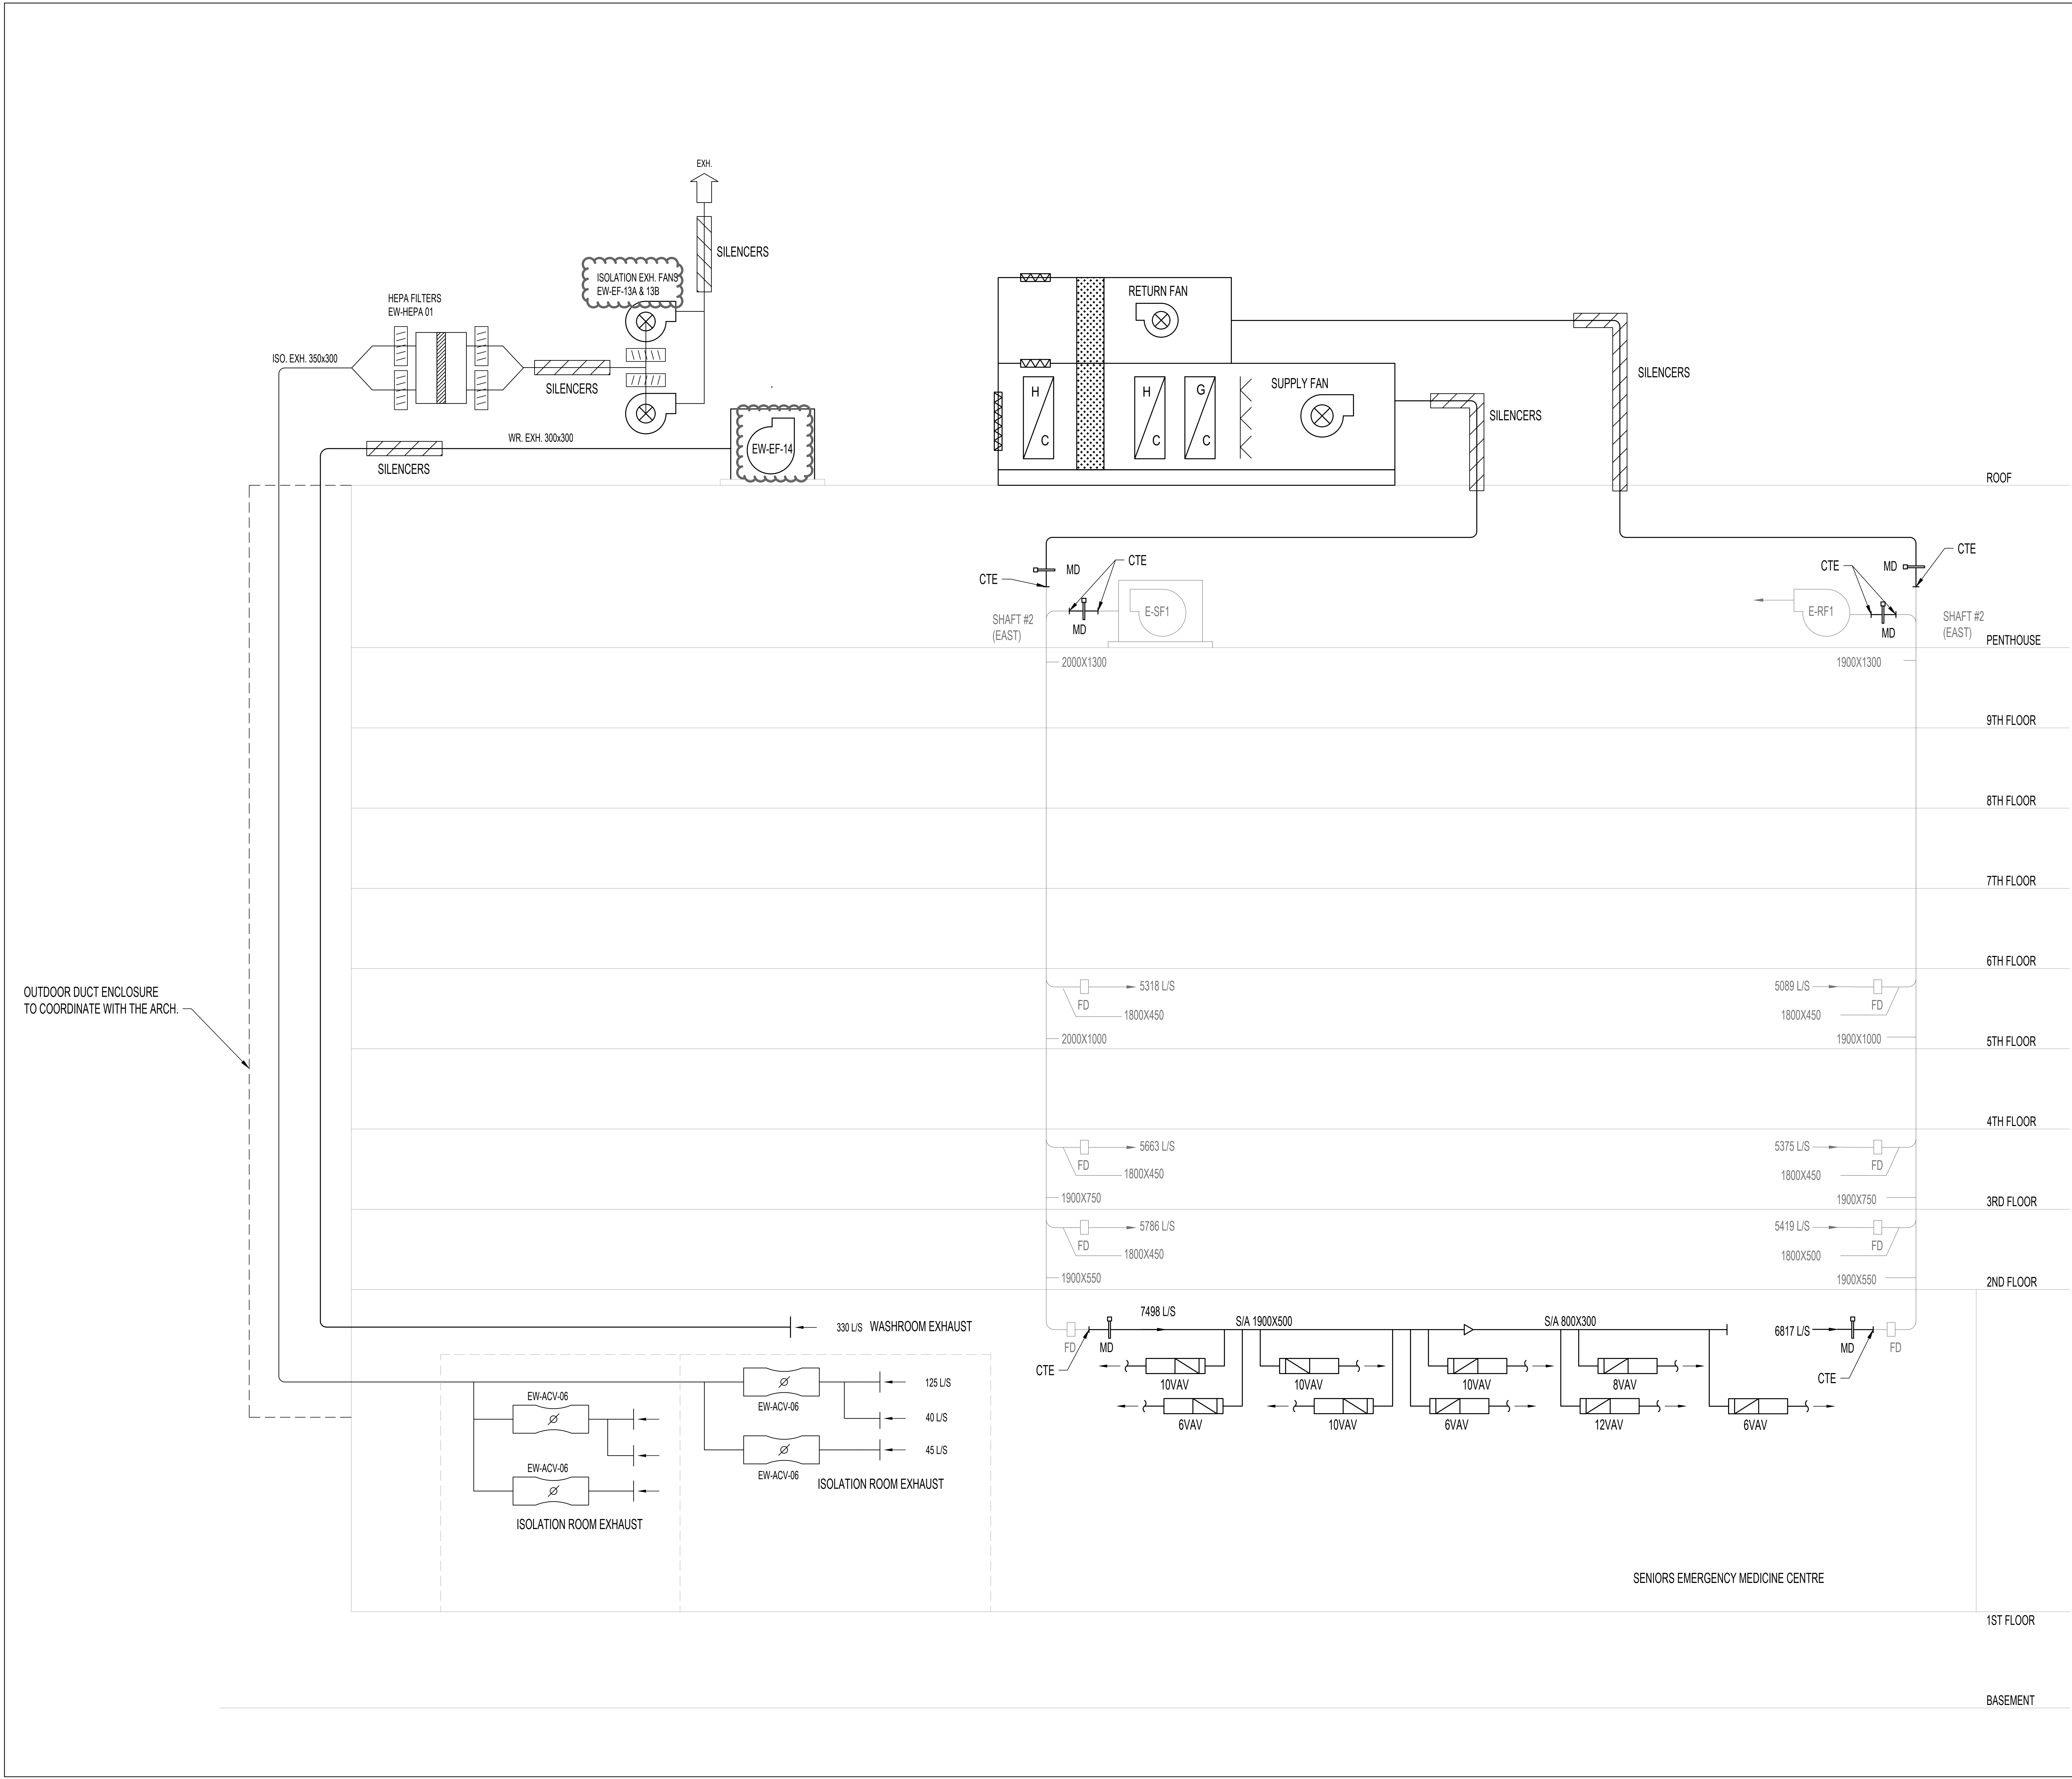 EXH.
SILENCERS
ISOLATION EXH. FANS
EW-EF-13A & 13B
HEPA FILTERS
EW-HEPA 01
ISO. EXH. 350x300
SILENCERS
WR. EXH. 300x300
SILENCERS
EW-EF-14
RETURN FAN
SUPPLY FAN
H
C
H
C
G
C
SILENCERS
SILENCERS
ROOF
CTE
MD
CTE
MD
E-SF1
SHAFT #2
(EAST)
CTE
MD
CTE
E-RF1
MD
SHAFT #2
(EAST)
PENTHOUSE
2000X1300
1900X1300
9TH FLOOR
8TH FLOOR
7TH FLOOR
6TH FLOOR
OUTDOOR DUCT ENCLOSURE
TO COORDINATE WITH THE ARCH.
5318 L/S
FD
1800X450
5089 L/S
FD
1800X450
2000X1000
1900X1000
5TH FLOOR
4TH FLOOR
5663 L/S
FD
1800X450
5375 L/S
FD
1800X450
1900X750
1900X750
3RD FLOOR
5786 L/S
FD
1800X450
5419 L/S
FD
1800X500
1900X550
1900X550
2ND FLOOR
330 L/S WASHROOM EXHAUST
7498 L/S
S/A 1900X500
S/A 800X300
6817 L/S
FD
MD
CTE
MD
FD
CTE
10VAV
10VAV
10VAV
8VAV
6VAV
10VAV
6VAV
12VAV
6VAV
125 L/S
EW-ACV-06
EW-ACV-06
40 L/S
45 L/S
EW-ACV-06
EW-ACV-06
ISOLATION ROOM EXHAUST
ISOLATION ROOM EXHAUST
SENIORS EMERGENCY MEDICINE CENTRE
1ST FLOOR
BASEMENT